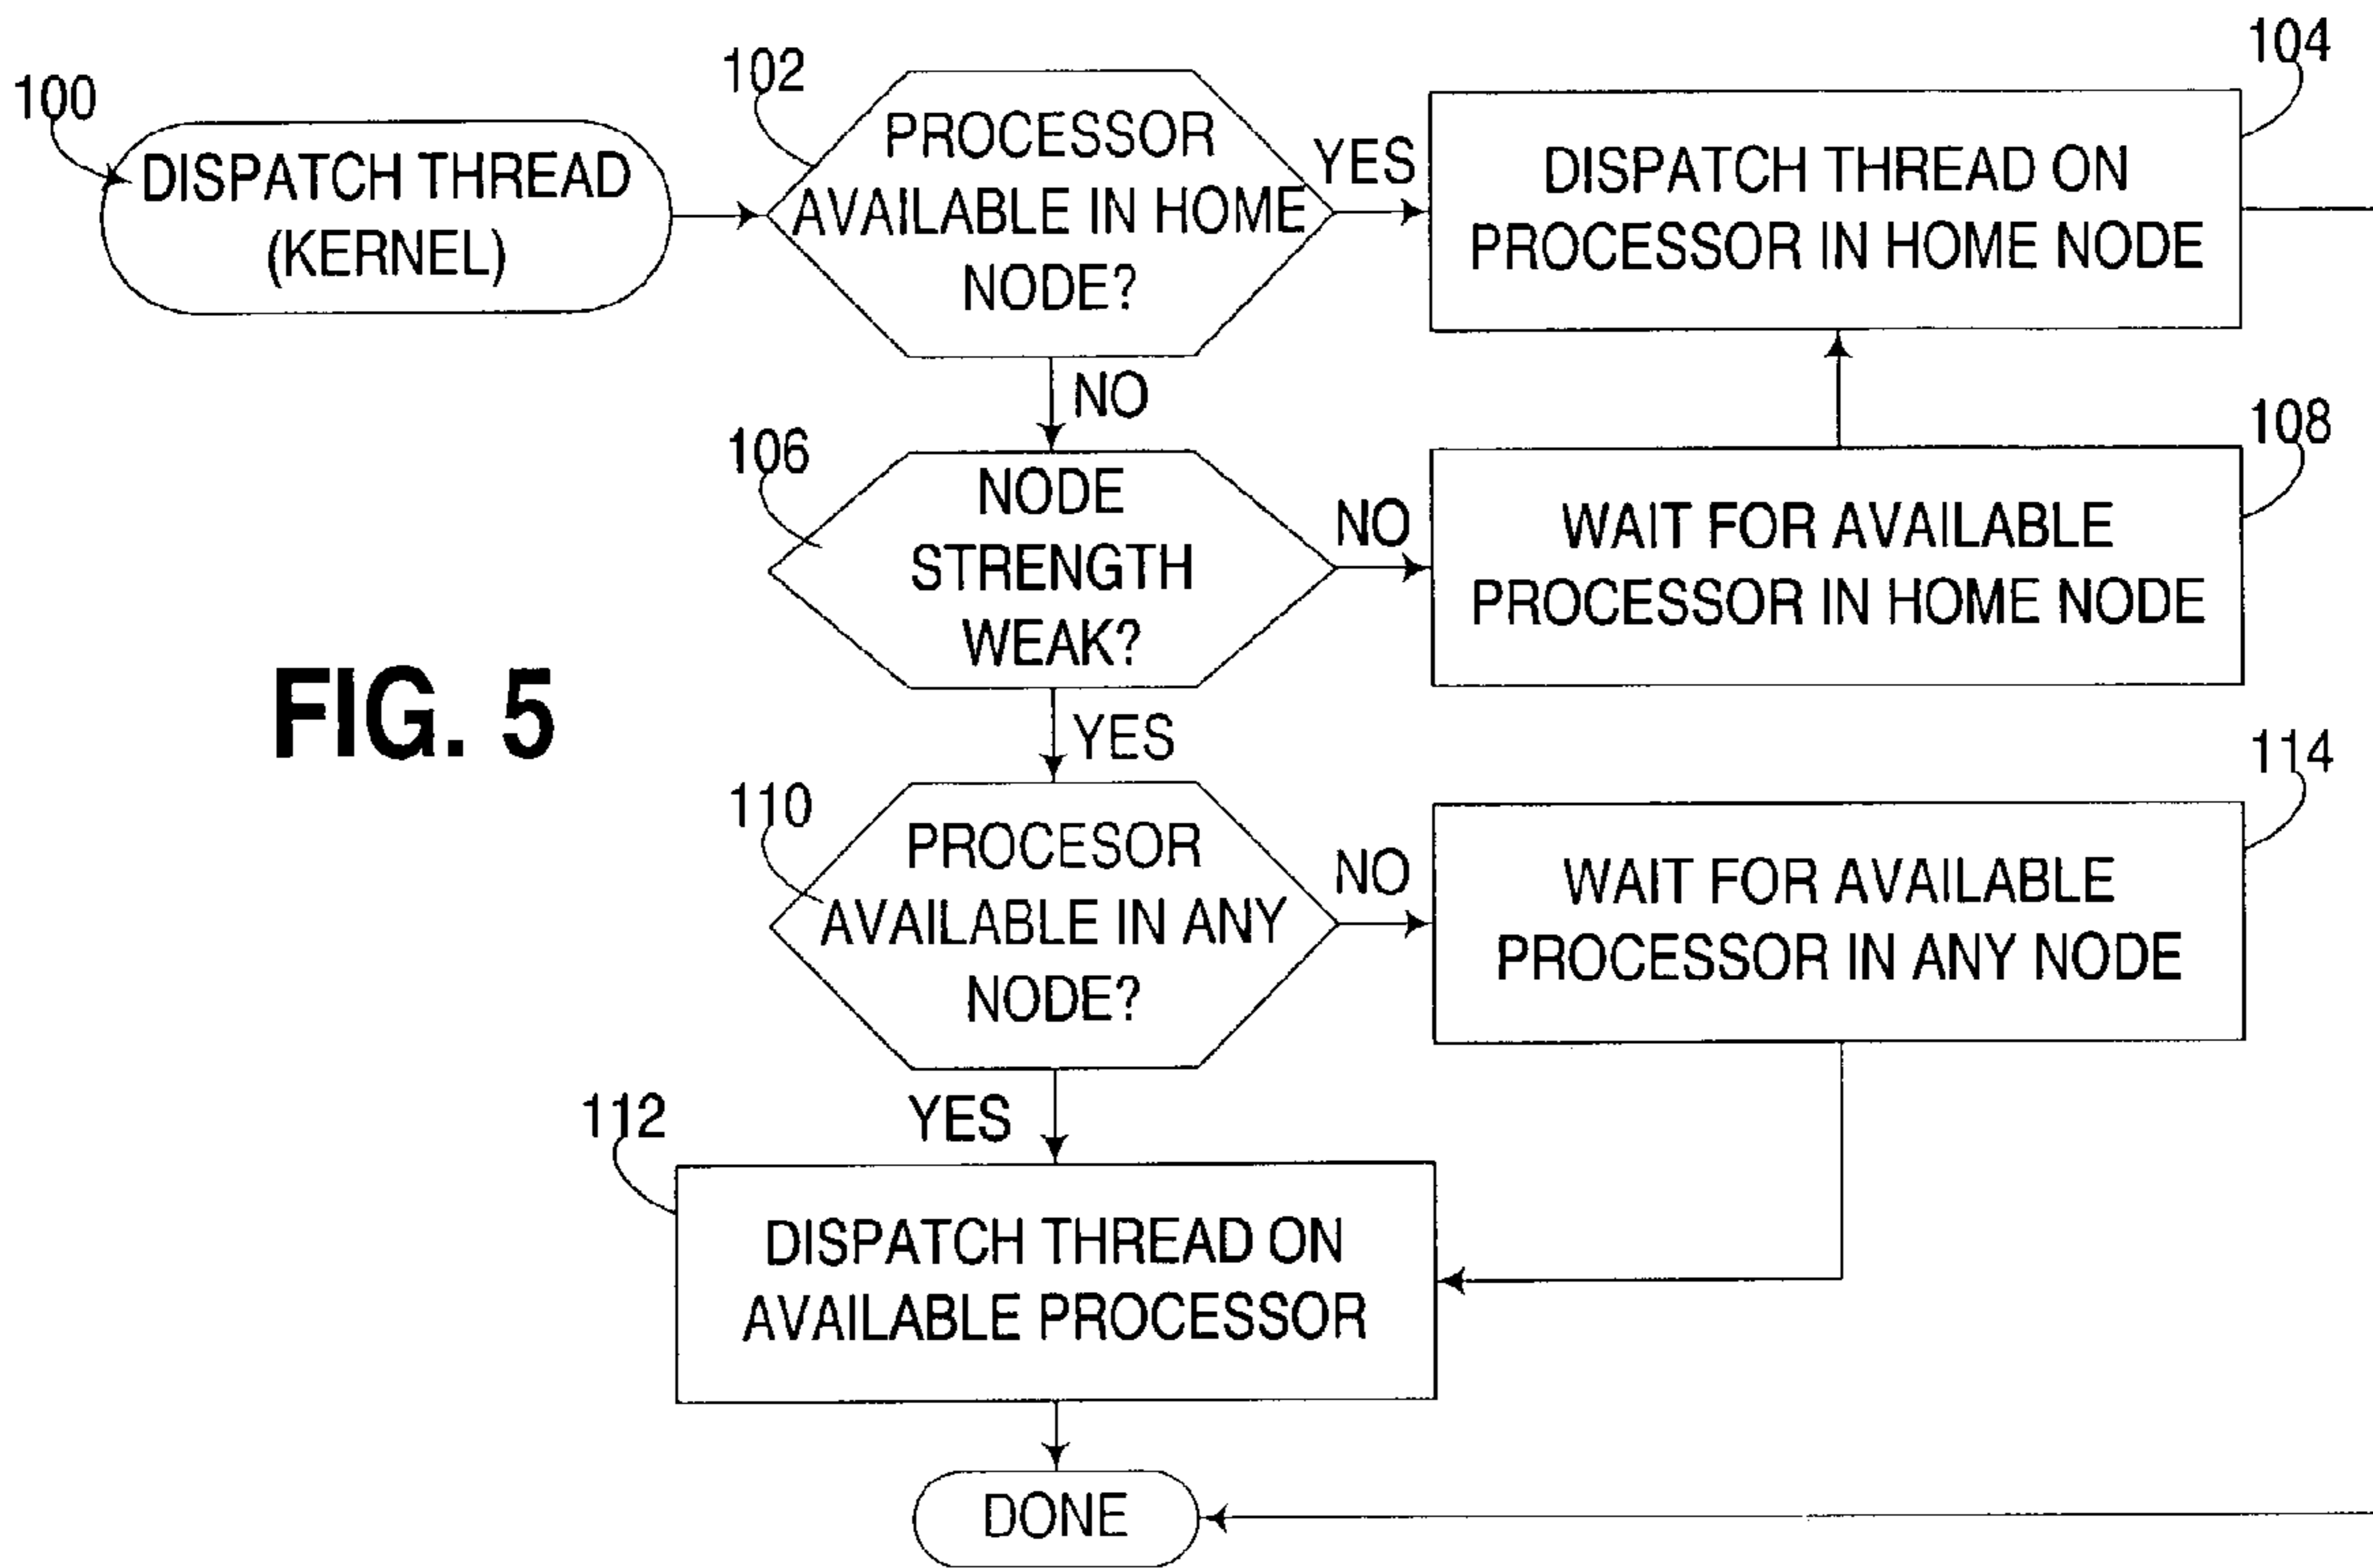 100
DISPATCH THREAD
(KERNEL)
102
PROCESSOR
AVAILABLE IN HOME
NODE?
YES
104
DISPATCH THREAD ON
PROCESSOR IN HOME NODE
NO
106
NODE
STRENGTH
WEAK?
NO
108
WAIT FOR AVAILABLE
PROCESSOR IN HOME NODE
FIG. 5
YES
110
PROCESOR
AVAILABLE IN ANY
NODE?
NO
114
WAIT FOR AVAILABLE
PROCESSOR IN ANY NODE
YES
112
DISPATCH THREAD ON
AVAILABLE PROCESSOR
DONE